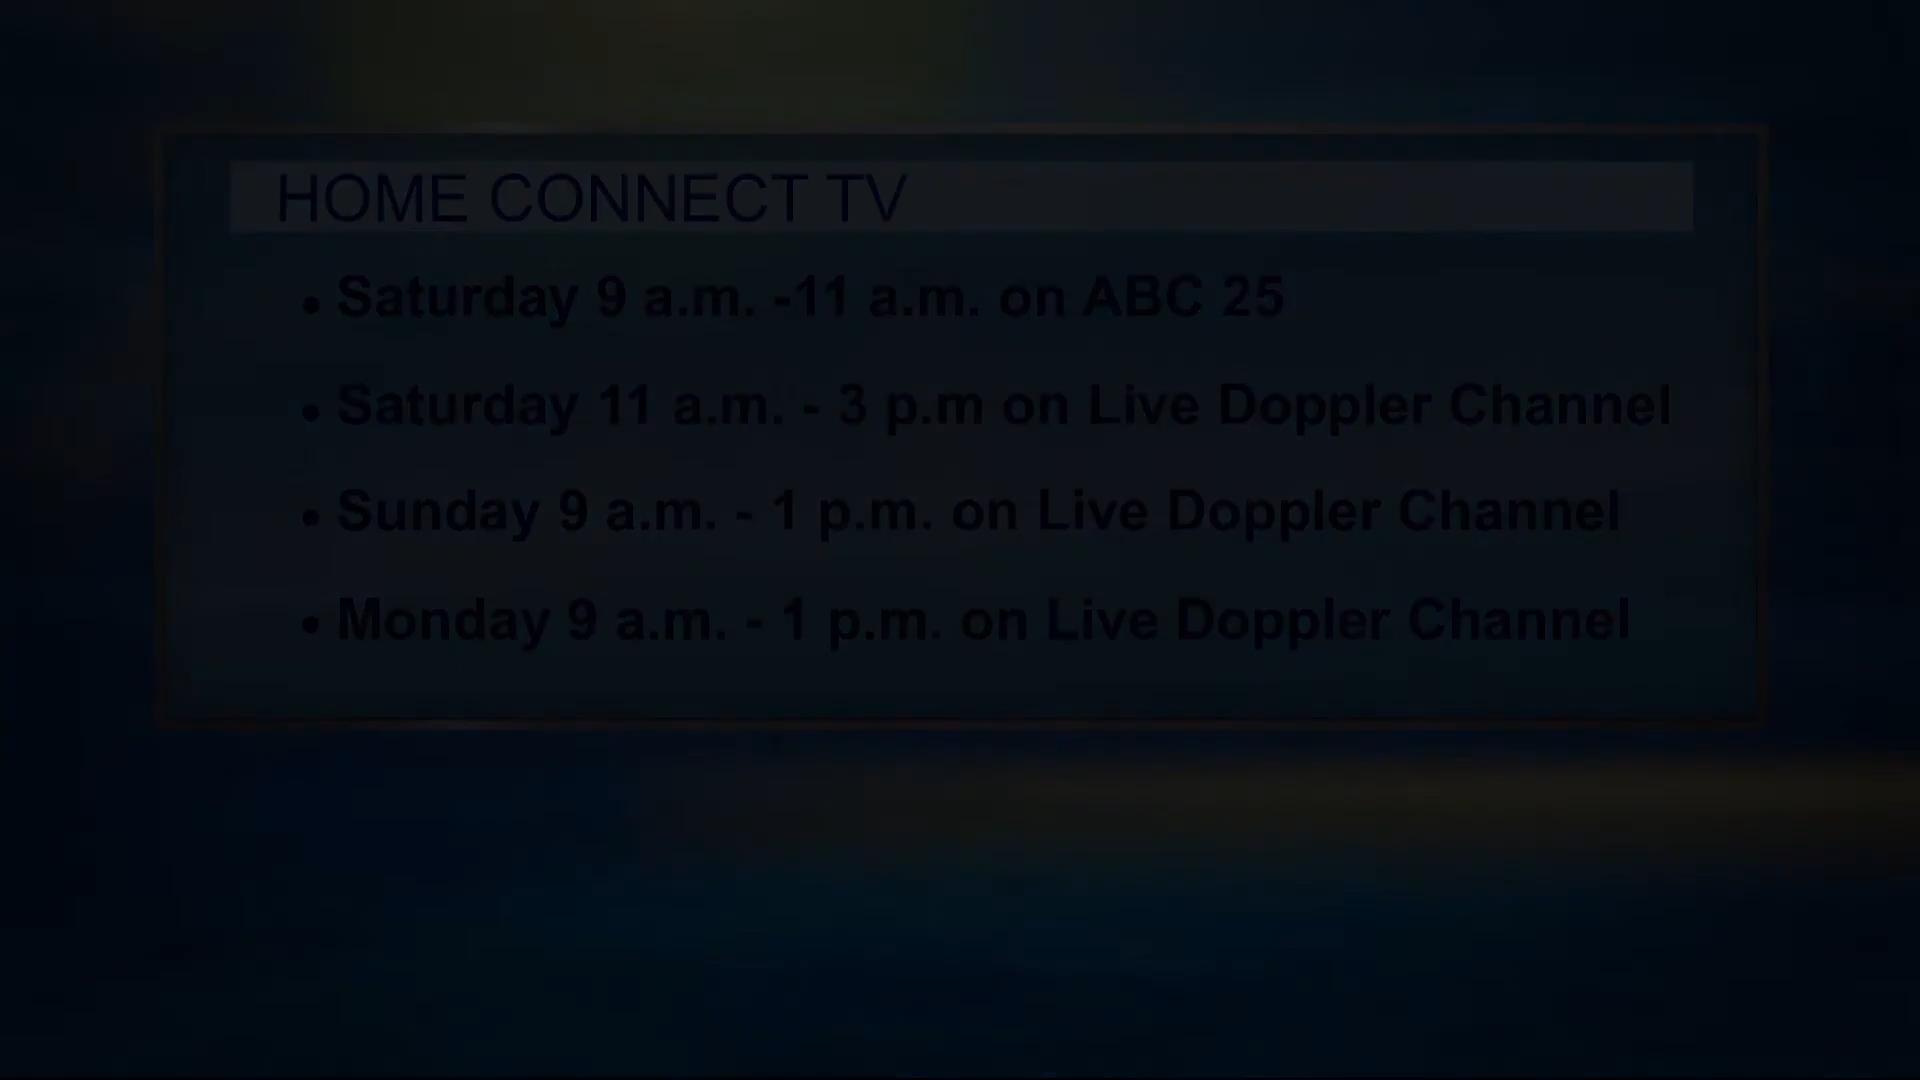 HOME CONNECT TV
• Saturday 9 a.m. -11 a.m. on ABC 25
• Saturday 11 a.m. - 3 p.m on Live Doppler Channel
• Sunday 9 a.m. - 1 p.m. on Live Doppler Channel
• Monday 9 a.m. - 1 p.m. on Live Doppler Channel